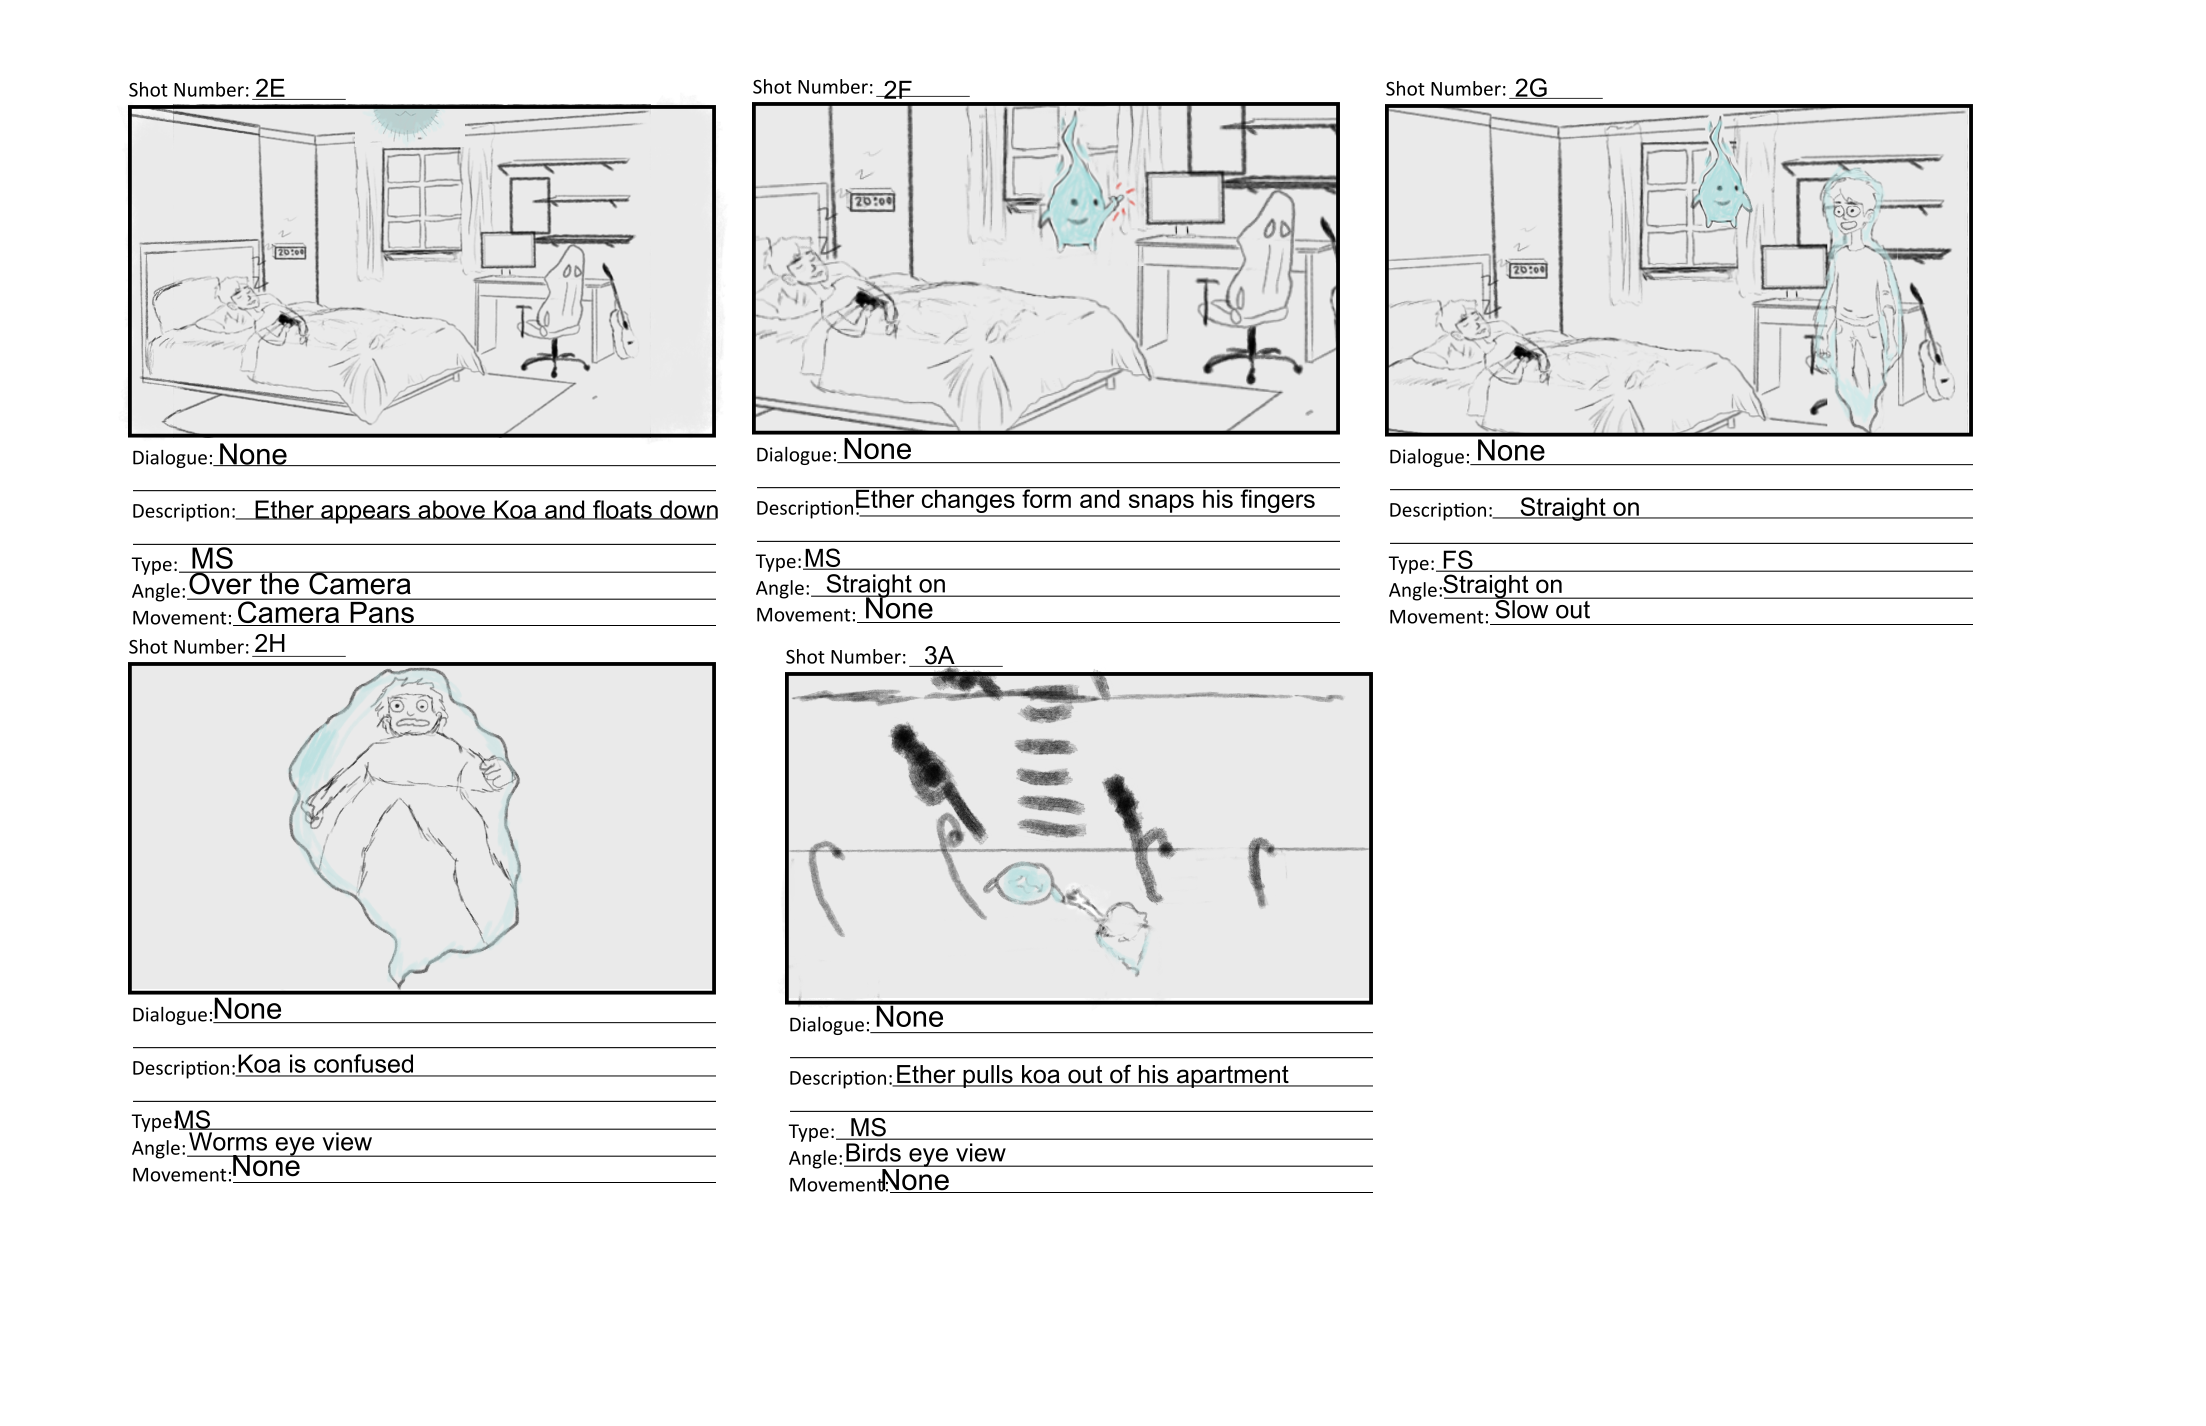 Shot Number: 2E
20:00
Dialogue: None
Description: Ether appears above Koa and floats down
Type: MS
Angle: Over the Camera
Movement: Camera Pans
Shot Number: 2F
20:00
Dialogue: None
Description: Ether changes form and snaps his fingers
Type: MS
Angle: Straight on
Movement: None
Shot Number: 2G
20:00
Dialogue: None
Description: Straight on
Type: FS
Angle: Straight on
Movement: Slow out
Shot Number: 2H
Dialogue: None
Description: Koa is confused
Type: MS
Angle: Worms eye view
Movement: None
Shot Number: 3A
Dialogue: None
Description: Ether pulls koa out of his apartment
Type: MS
Angle: Birds eye view
Movement: None